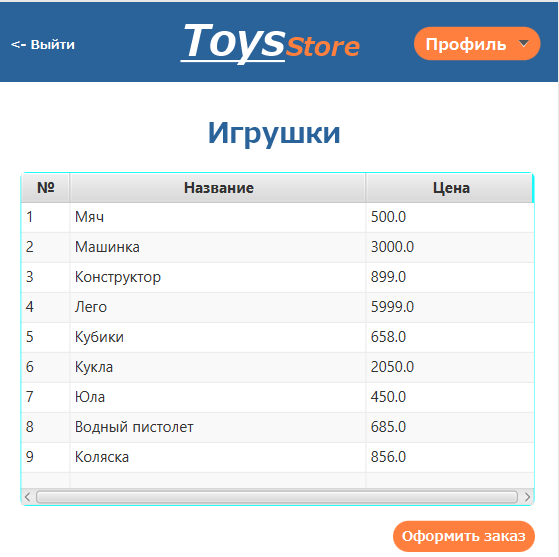 <- Выйти ToysStore Профиль
Игрушки
№ Название Цена
1 Мяч 500.0
2 Машинка 3000.0
3 Конструктор 899.0
4 Лего 5999.0
5 Кубики 658.0
6 Кукла 2050.0
7 Юла 450.0
8 Водный пистолет 685.0
9 Коляска 856.0
Оформить заказ